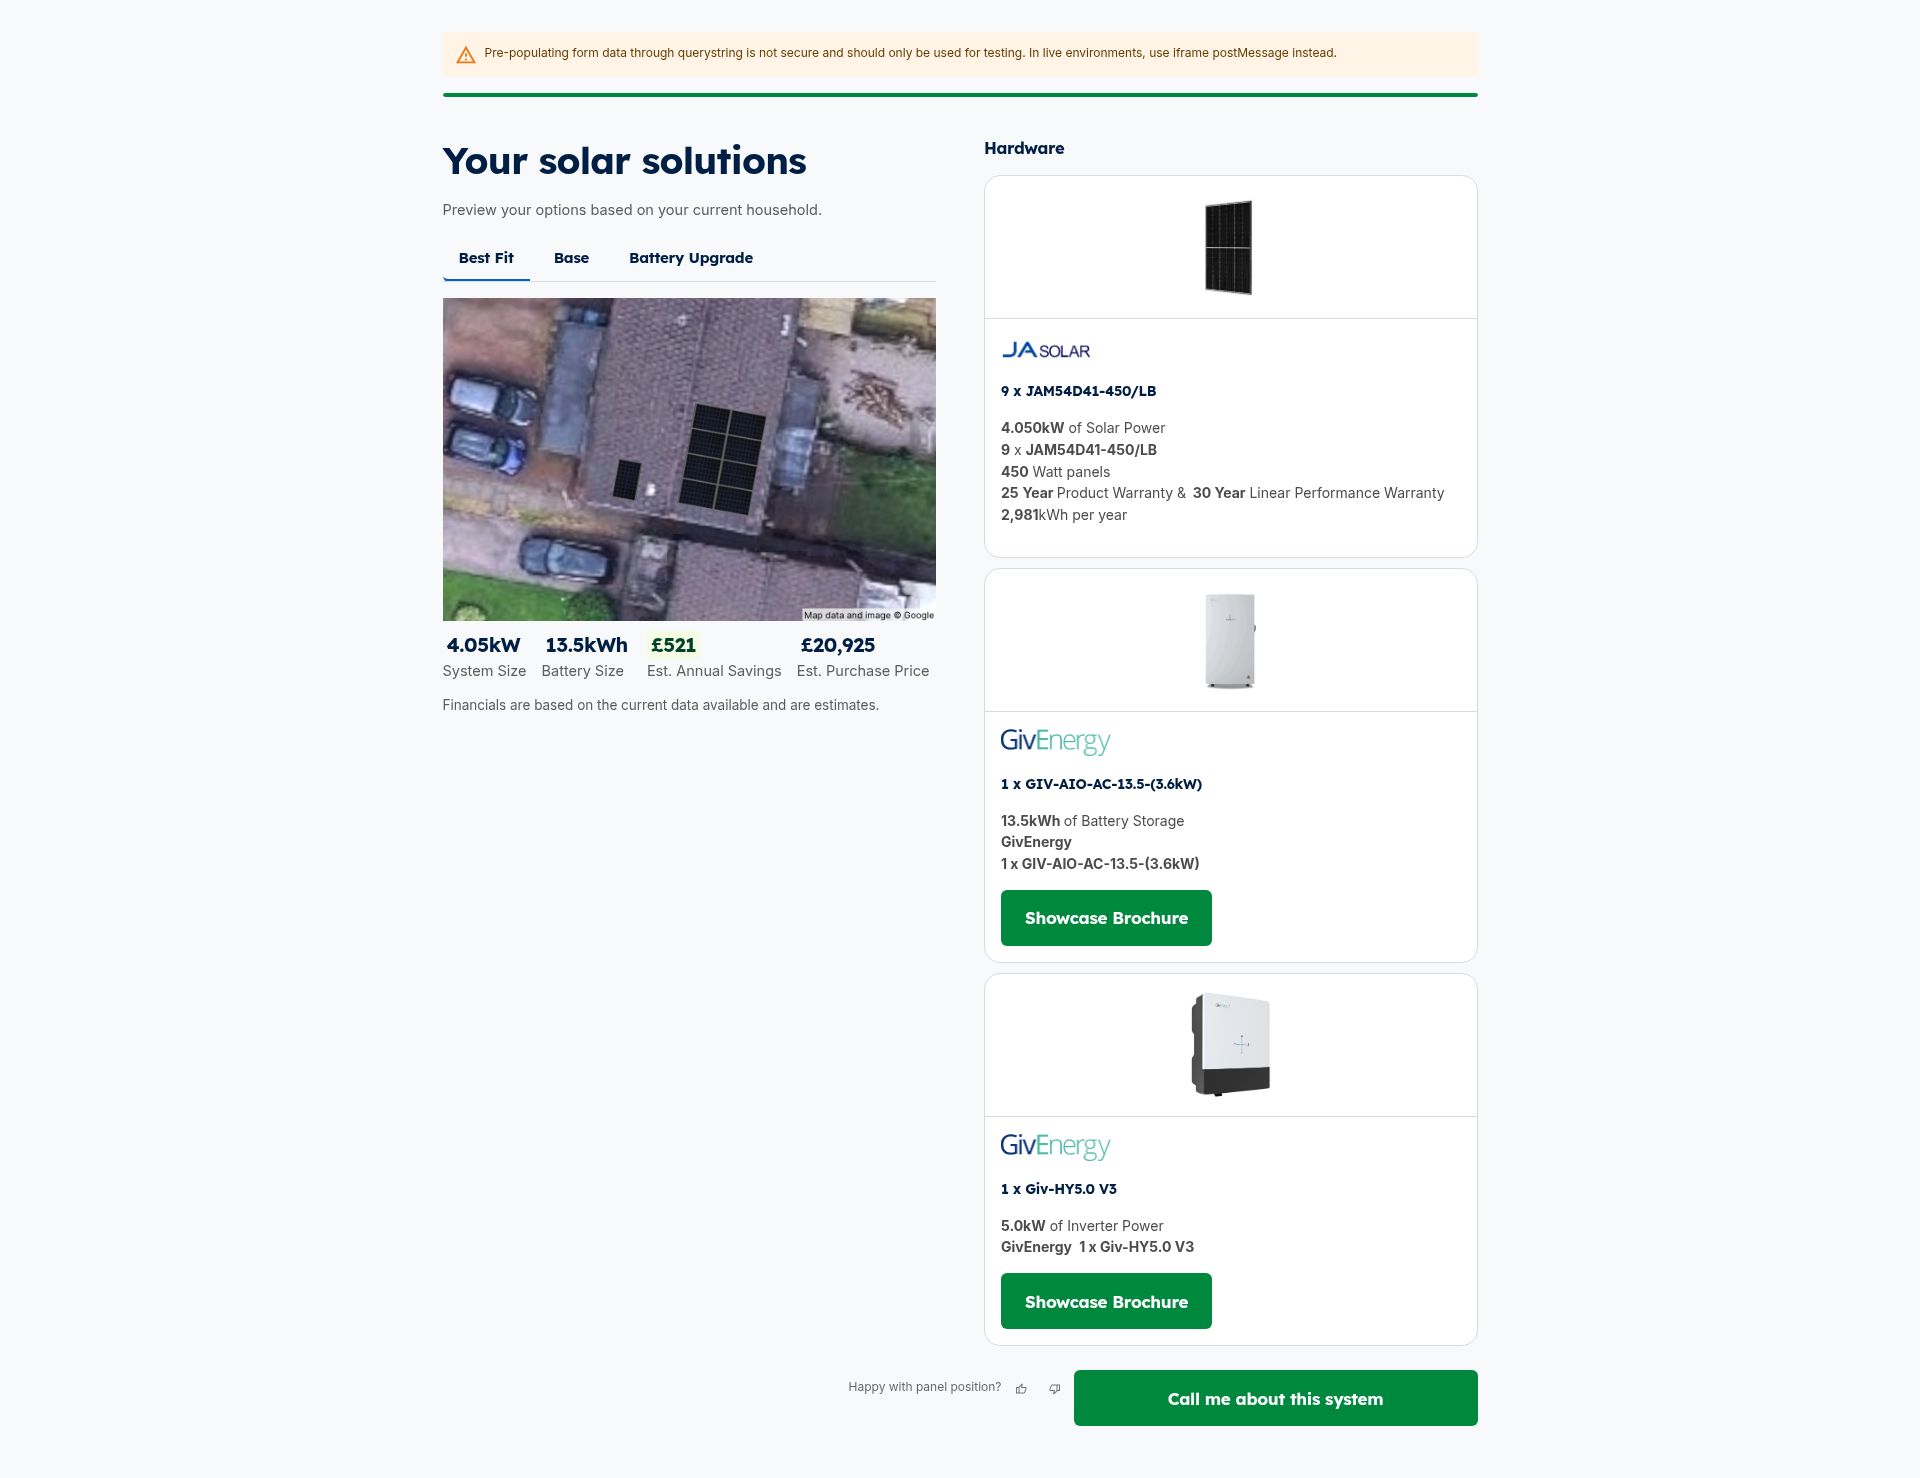 Pre-populating form data through querystring is not secure and should only be used for testing. In live environments, use iframe postMessage instead.
Your solar solutions
Preview your options based on your current household.
Best Fit
Base
Battery Upgrade
Map data and image © Google
4.05kW
System Size
13.5kWh
Battery Size
£521
Est. Annual Savings
£20,925
Est. Purchase Price
Financials are based on the current data available and are estimates.
Hardware
JA SOLAR
9 x JAM54D41-450/LB
4.050kW of Solar Power
9 x JAM54D41-450/LB
450 Watt panels
25 Year Product Warranty & 30 Year Linear Performance Warranty
2,981kWh per year
GivEnergy
1 x GIV-AIO-AC-13.5-(3.6kW)
13.5kWh of Battery Storage
GivEnergy
1 x GIV-AIO-AC-13.5-(3.6kW)
Showcase Brochure
GivEnergy
1 x Giv-HY5.0 V3
5.0kW of Inverter Power
GivEnergy 1 x Giv-HY5.0 V3
Showcase Brochure
Happy with panel position?
Call me about this system